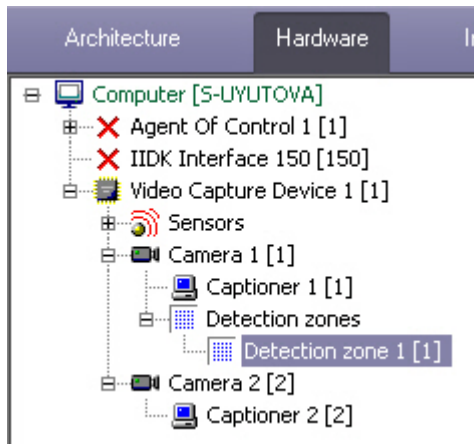 Architecture Hardware
Computer [S-UYUTOVA]
Agent Of Control 1 [1]
IIDK Interface 150 [150]
Video Capture Device 1 [1]
Sensors
Camera 1 [1]
Captioner 1 [1]
Detection zones
Detection zone 1 [1]
Camera 2 [2]
Captioner 2 [2]